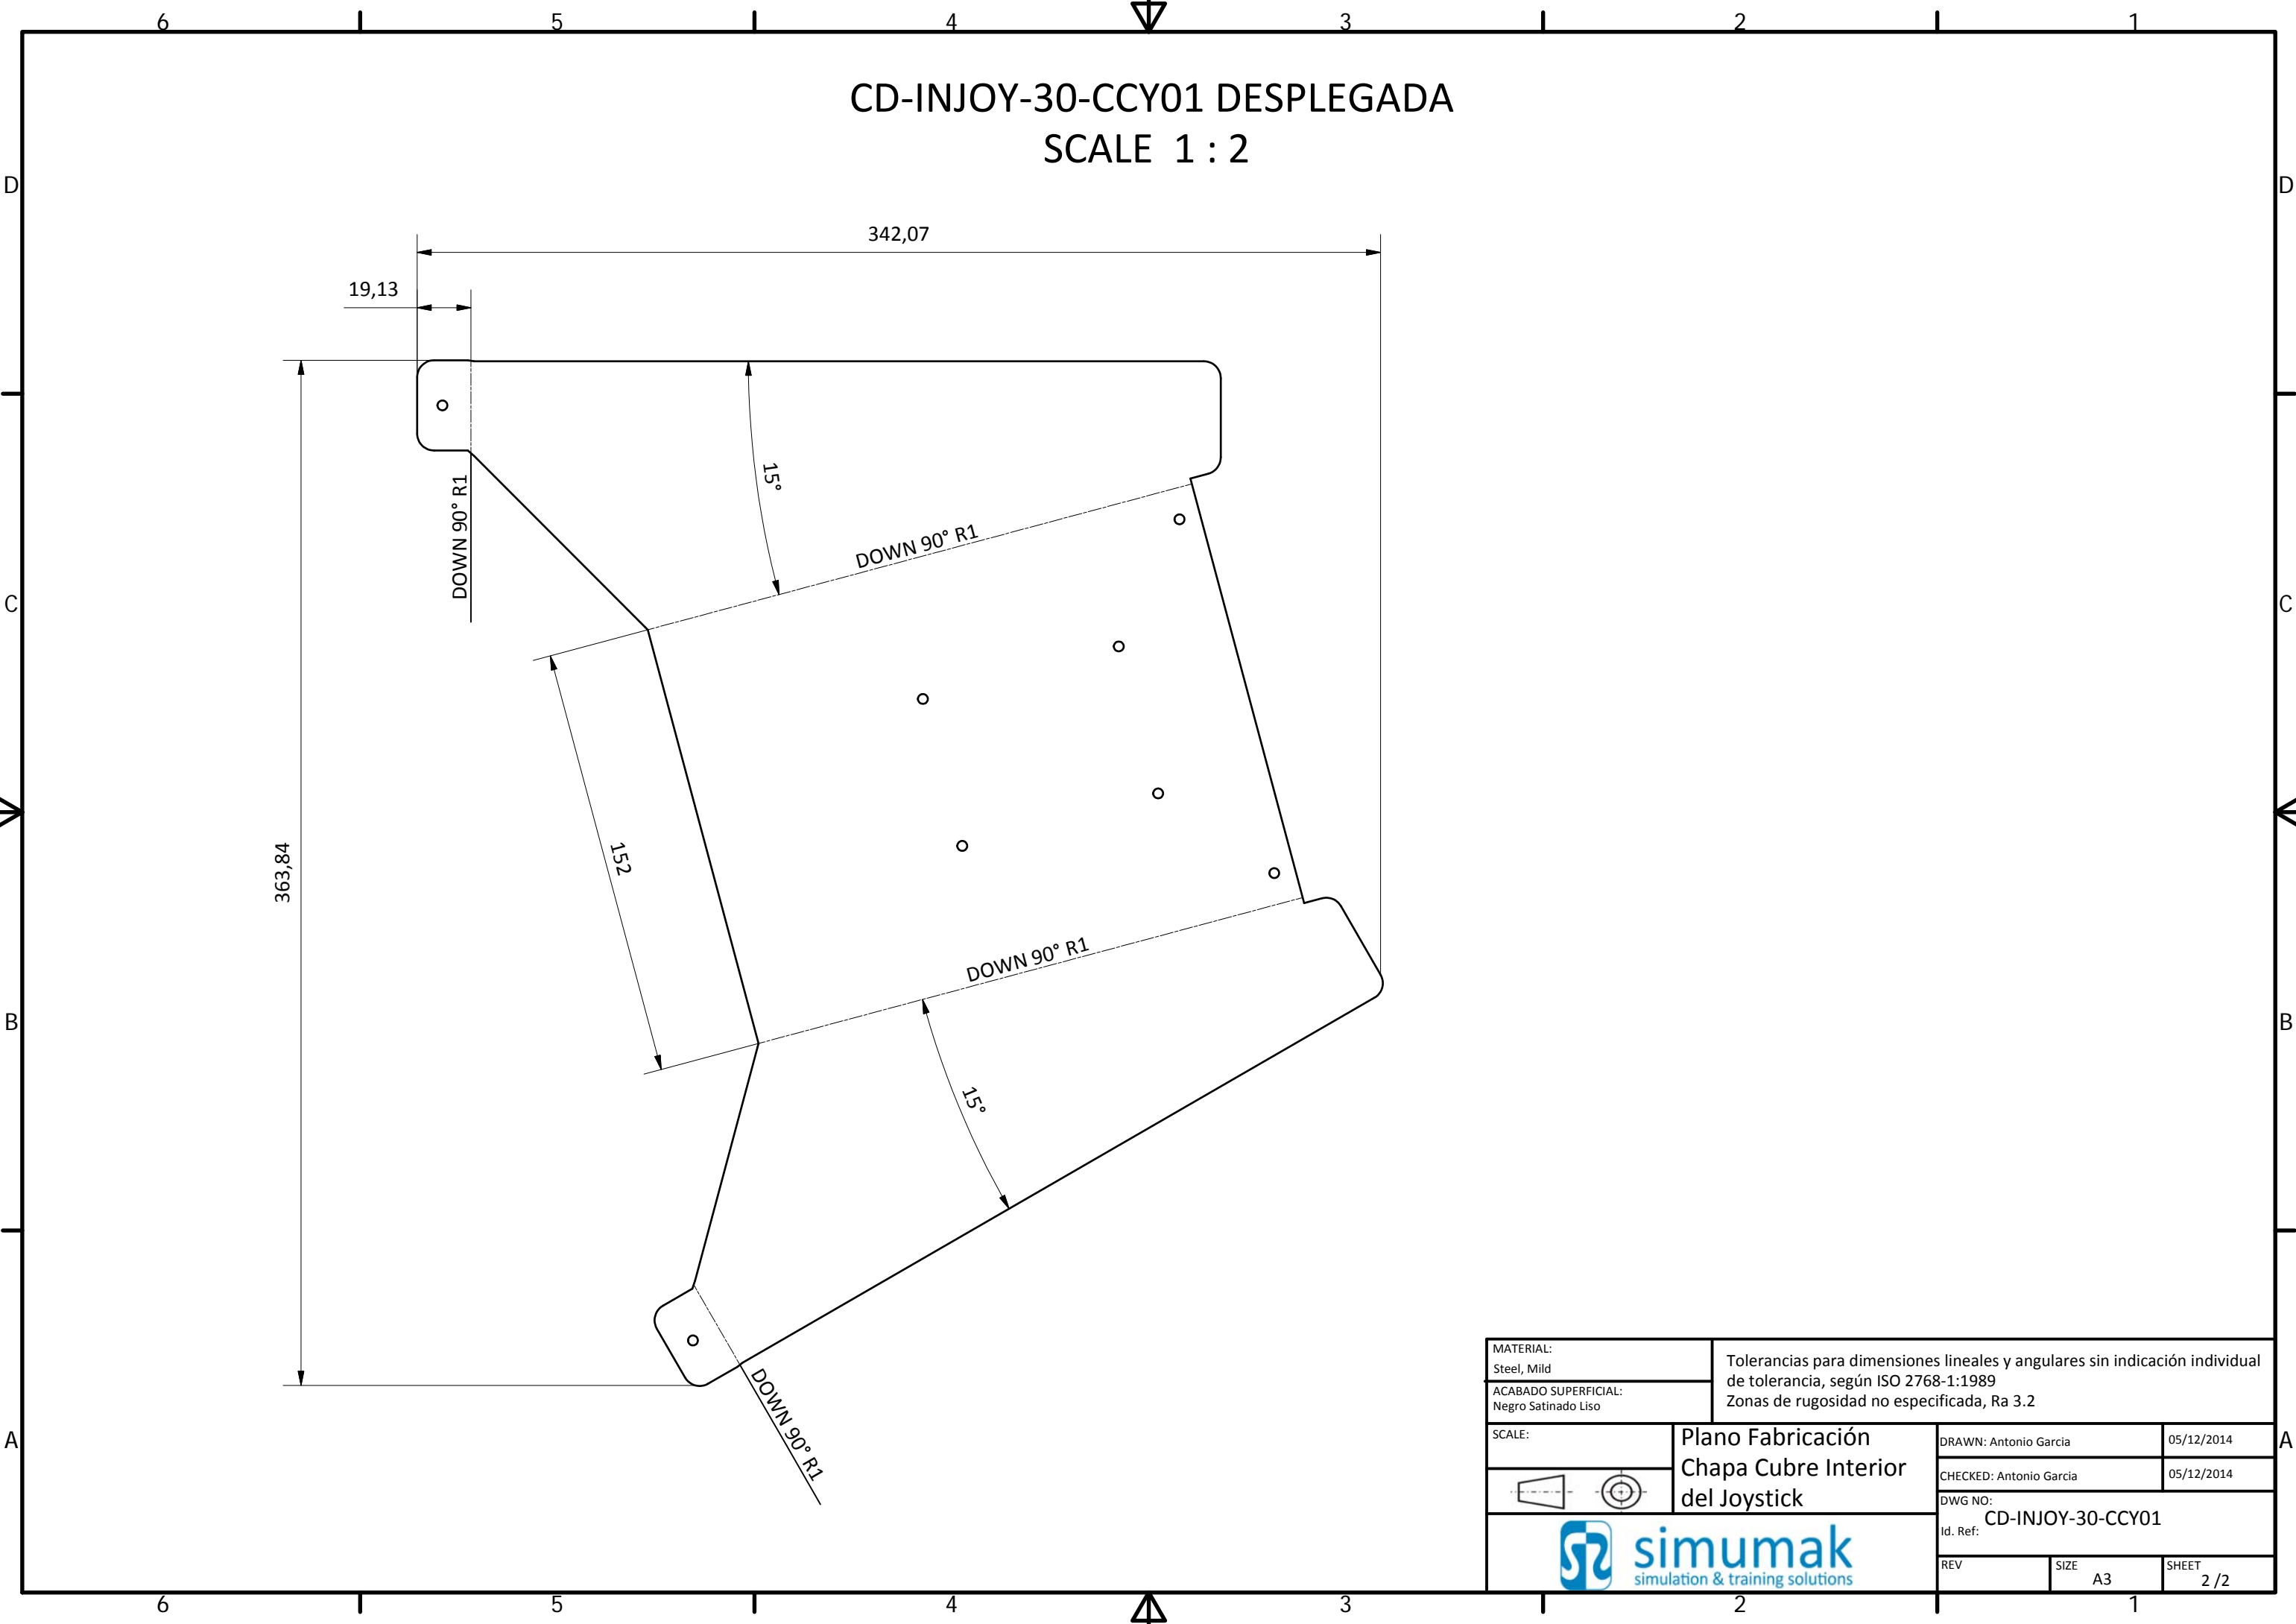 6 5 4 3 2 1
CD-INJOY-30-CCY01 DESPLEGADA
SCALE 1 : 2
D D
342,07
19,13
15°
DOWN 90° R1
DOWN 90° R1
C C
152
363,84
DOWN 90° R1
B B
15°
DOWN 90° R1
A A
MATERIAL:
Steel, Mild
ACABADO SUPERFICIAL:
Negro Satinado Liso
Tolerancias para dimensiones lineales y angulares sin indicación individual
de tolerancia, según ISO 2768-1:1989
Zonas de rugosidad no especificada, Ra 3.2
SCALE:
Plano Fabricación
Chapa Cubre Interior
del Joystick
DRAWN: Antonio Garcia 05/12/2014
CHECKED: Antonio Garcia 05/12/2014
DWG NO:
CD-INJOY-30-CCY01
Id. Ref:
simumak
simulation & training solutions
REV
SIZE
A3
SHEET
2 /2
6 5 4 3 2 1